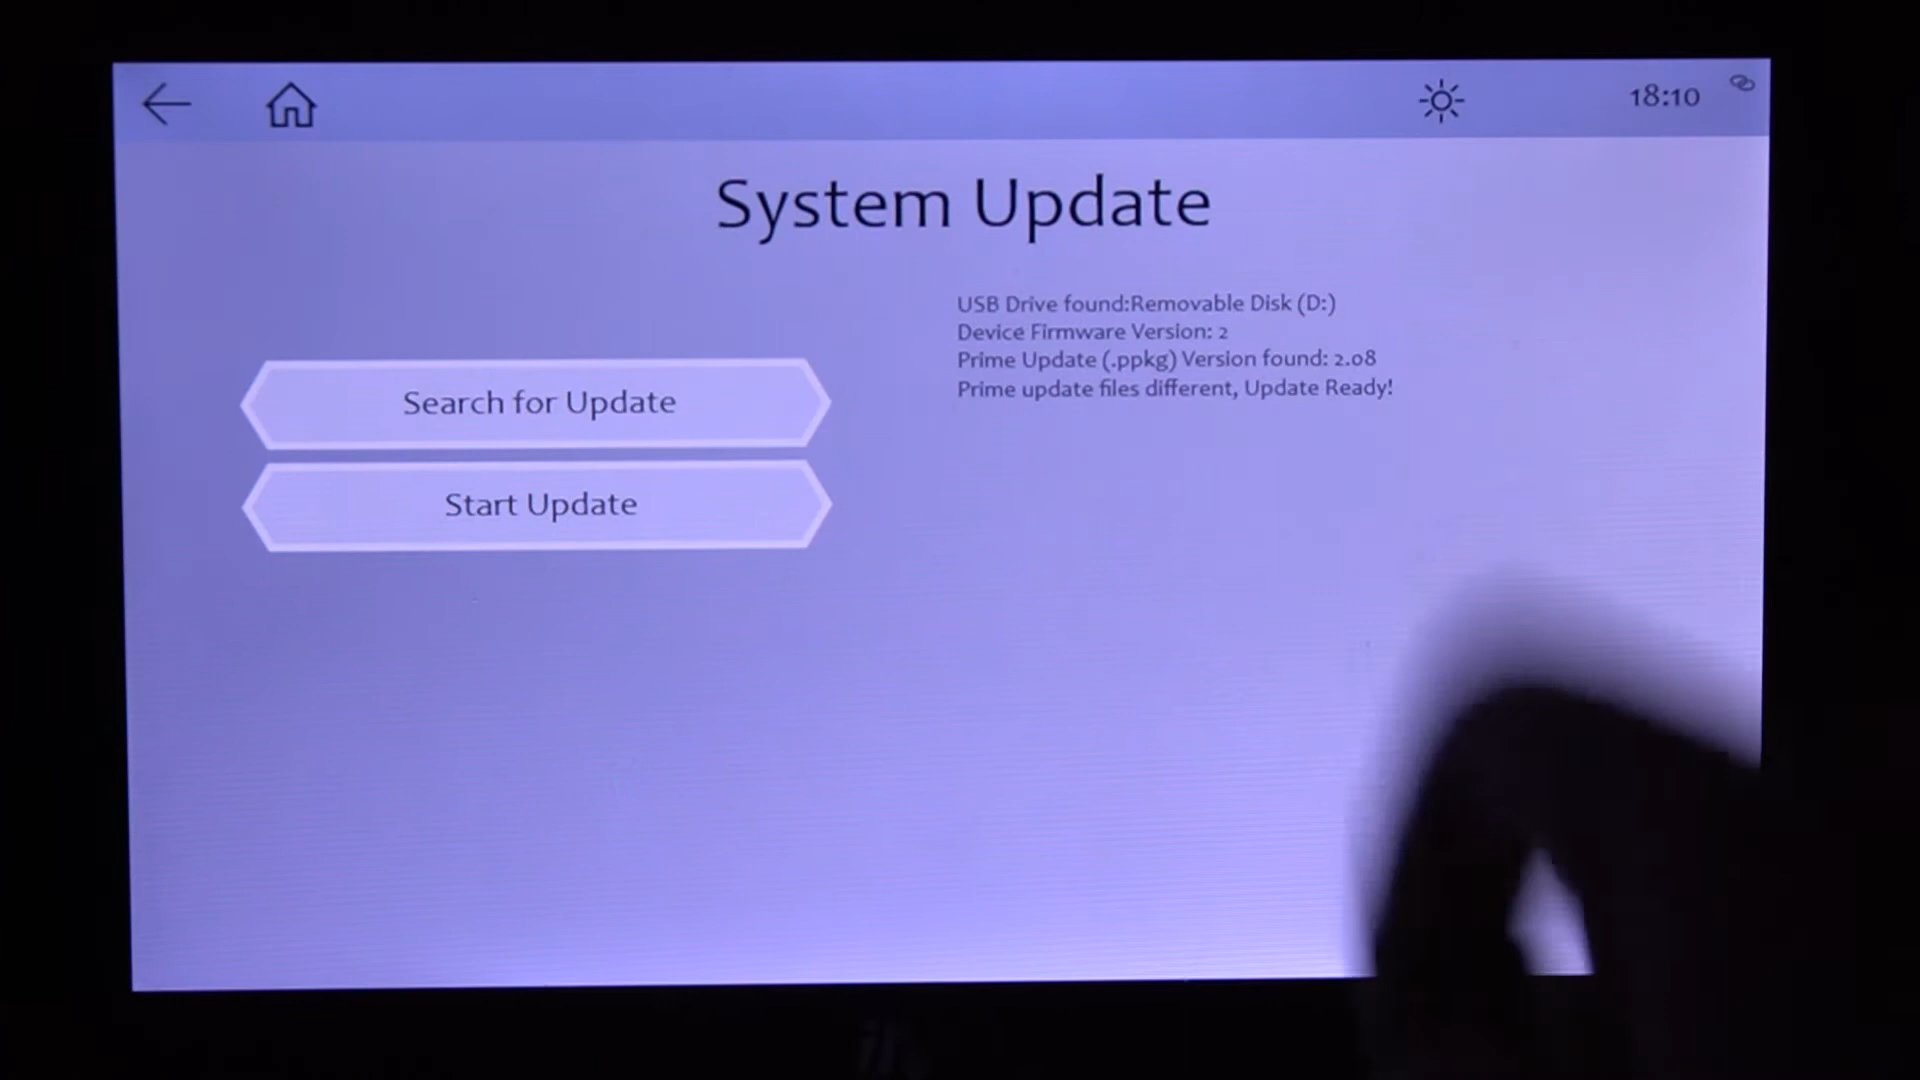 18:10
System Update
USB Drive found:Removable Disk (D:)
Device Firmware Version: 2
Prime Update (.ppkg) Version found: 2.08
Prime update files different, Update Ready!
Search for Update
Start Update